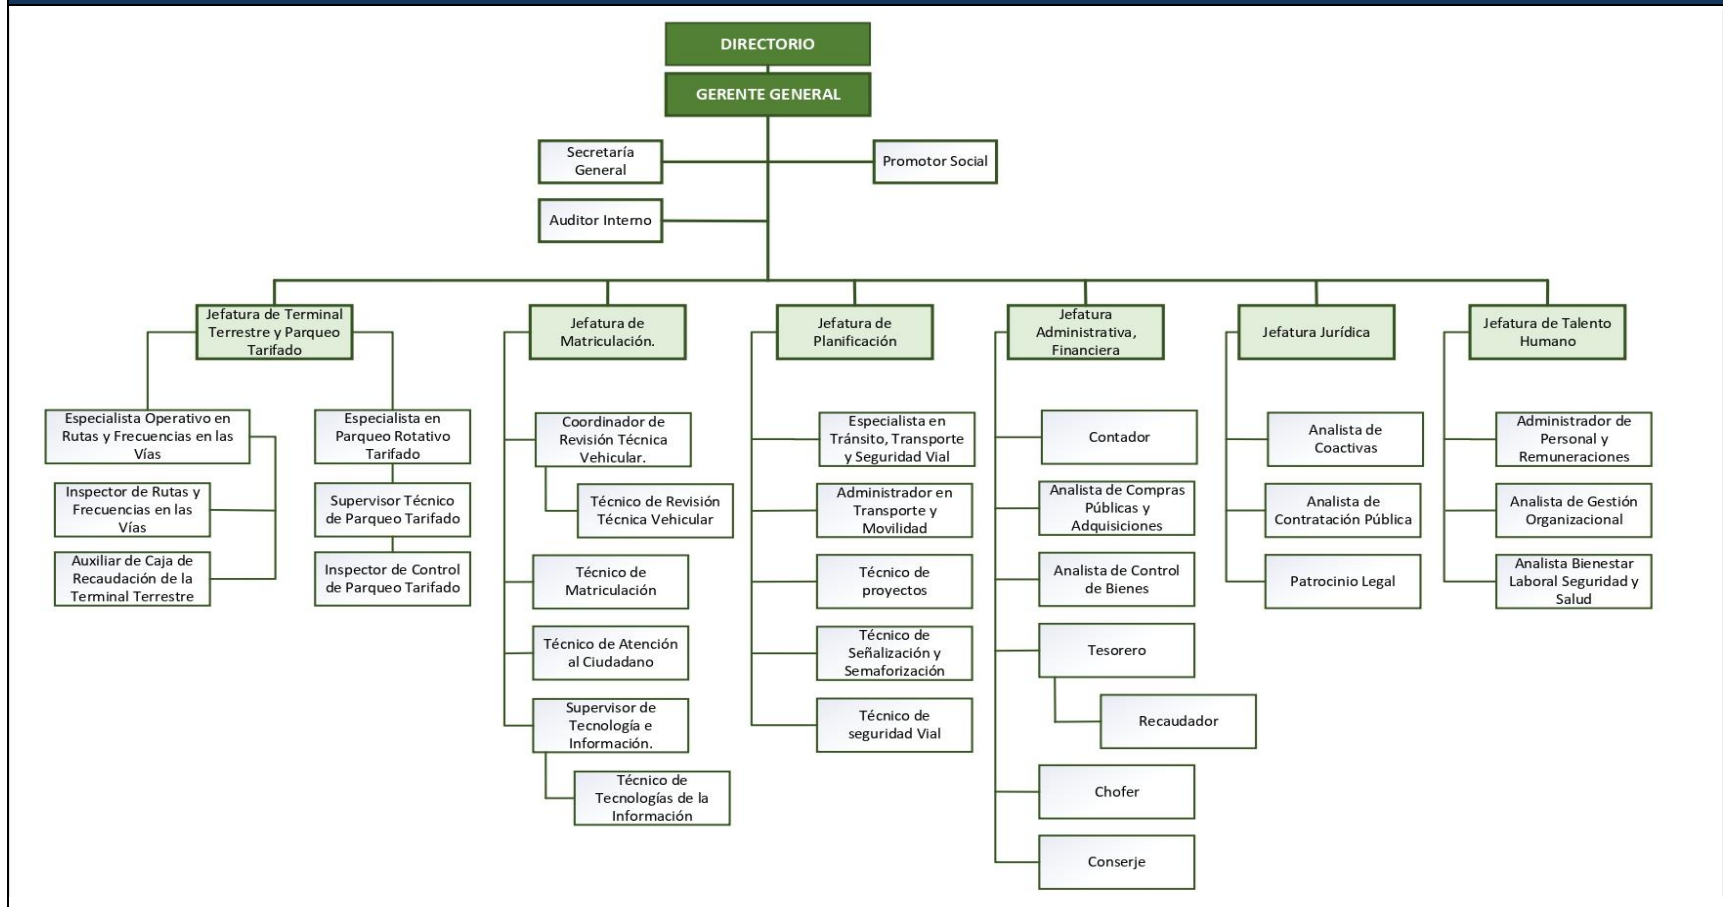 DIRECTORIO
GERENTE GENERAL
Secretaría
General
Promotor Social
Auditor Interno
Jefatura de Terminal
Terrestre y Parqueo
Tarifado
Jefatura de
Matriculación.
Jefatura de
Planificación
Jefatura
Administrativa,
Financiera
Jefatura Jurídica
Jefatura de Talento
Humano
Especialista Operativo en
Rutas y Frecuencias en las
Vías
Inspector de Rutas y
Frecuencias en las
Vías
Auxiliar de Caja de
Recaudación de la
Terminal Terrestre
Especialista en
Parqueo Rotativo
Tarifado
Supervisor Técnico
de Parqueo Tarifado
Inspector de Control
de Parqueo Tarifado
Coordinador de
Revisión Técnica
Vehicular.
Técnico de Revisión
Técnica Vehicular
Técnico de
Matriculación
Técnico de Atención
al Ciudadano
Supervisor de
Tecnología e
Información.
Técnico de
Tecnologías de la
Información
Especialista en
Tránsito, Transporte
y Seguridad Vial
Administrador en
Transporte y
Movilidad
Técnico de
proyectos
Técnico de
Señalización y
Semaforización
Técnico de
seguridad Vial
Contador
Analista de Compras
Públicas y
Adquisiciones
Analista de Control
de Bienes
Tesorero
Recaudador
Chofer
Conserje
Analista de
Coactivas
Analista de
Contratación Pública
Patrocinio Legal
Administrador de
Personal y
Remuneraciones
Analista de Gestión
Organizacional
Analista Bienestar
Laboral Seguridad y
Salud